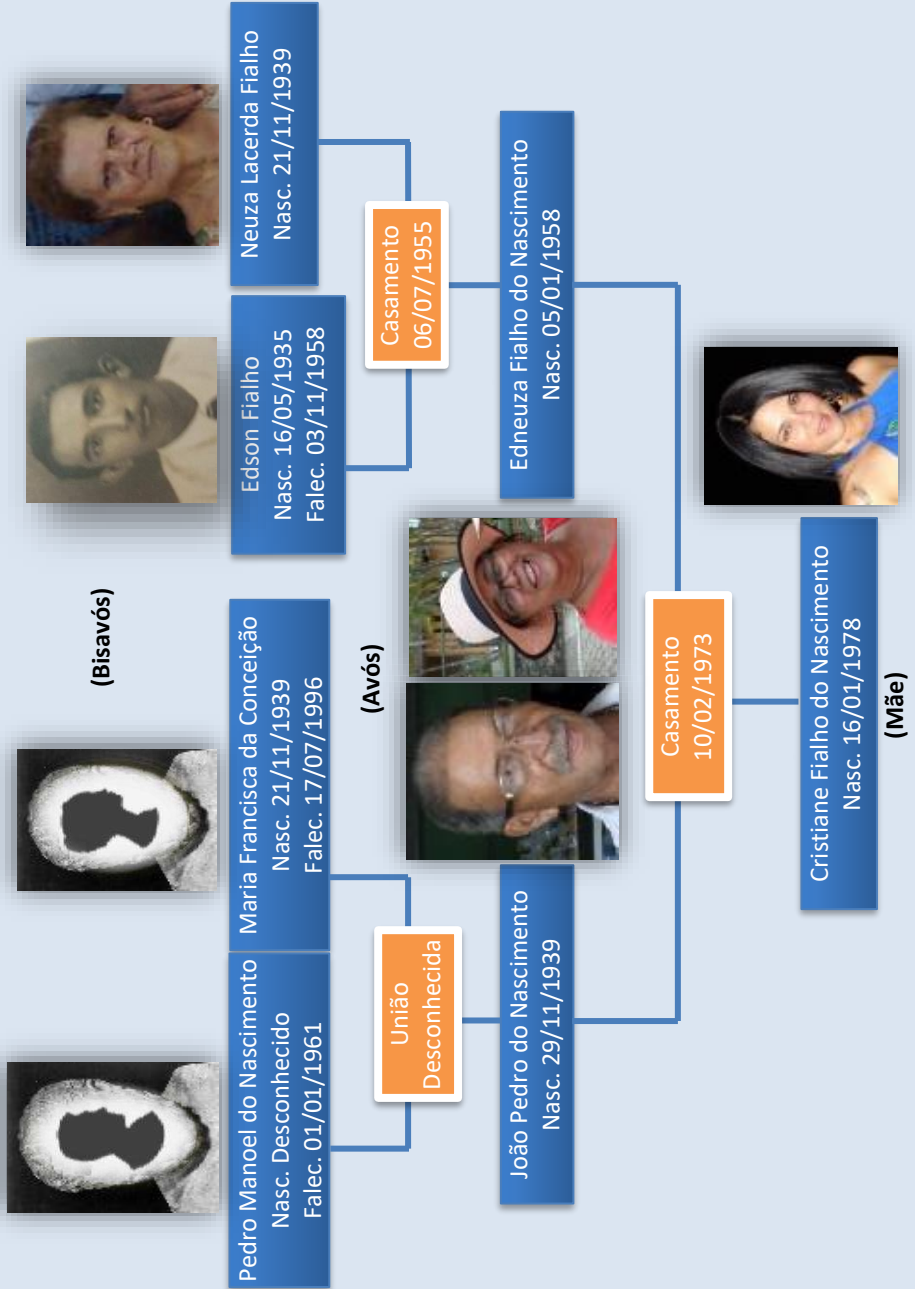 (Bisavós)
Pedro Manoel do Nascimento
Nasc. Desconhecido
Falec. 01/01/1961
Maria Francisca da Conceição
Nasc. 21/11/1939
Falec. 17/07/1996
Edson Fialho
Nasc. 16/05/1935
Falec. 03/11/1958
Neuza Lacerda Fialho
Nasc. 21/11/1939
União
Desconhecida
(Avós)
Casamento
06/07/1955
João Pedro do Nascimento
Nasc. 29/11/1939
Edneuza Fialho do Nascimento
Nasc. 05/01/1958
Casamento
10/02/1973
Cristiane Fialho do Nascimento
Nasc. 16/01/1978
(Mãe)